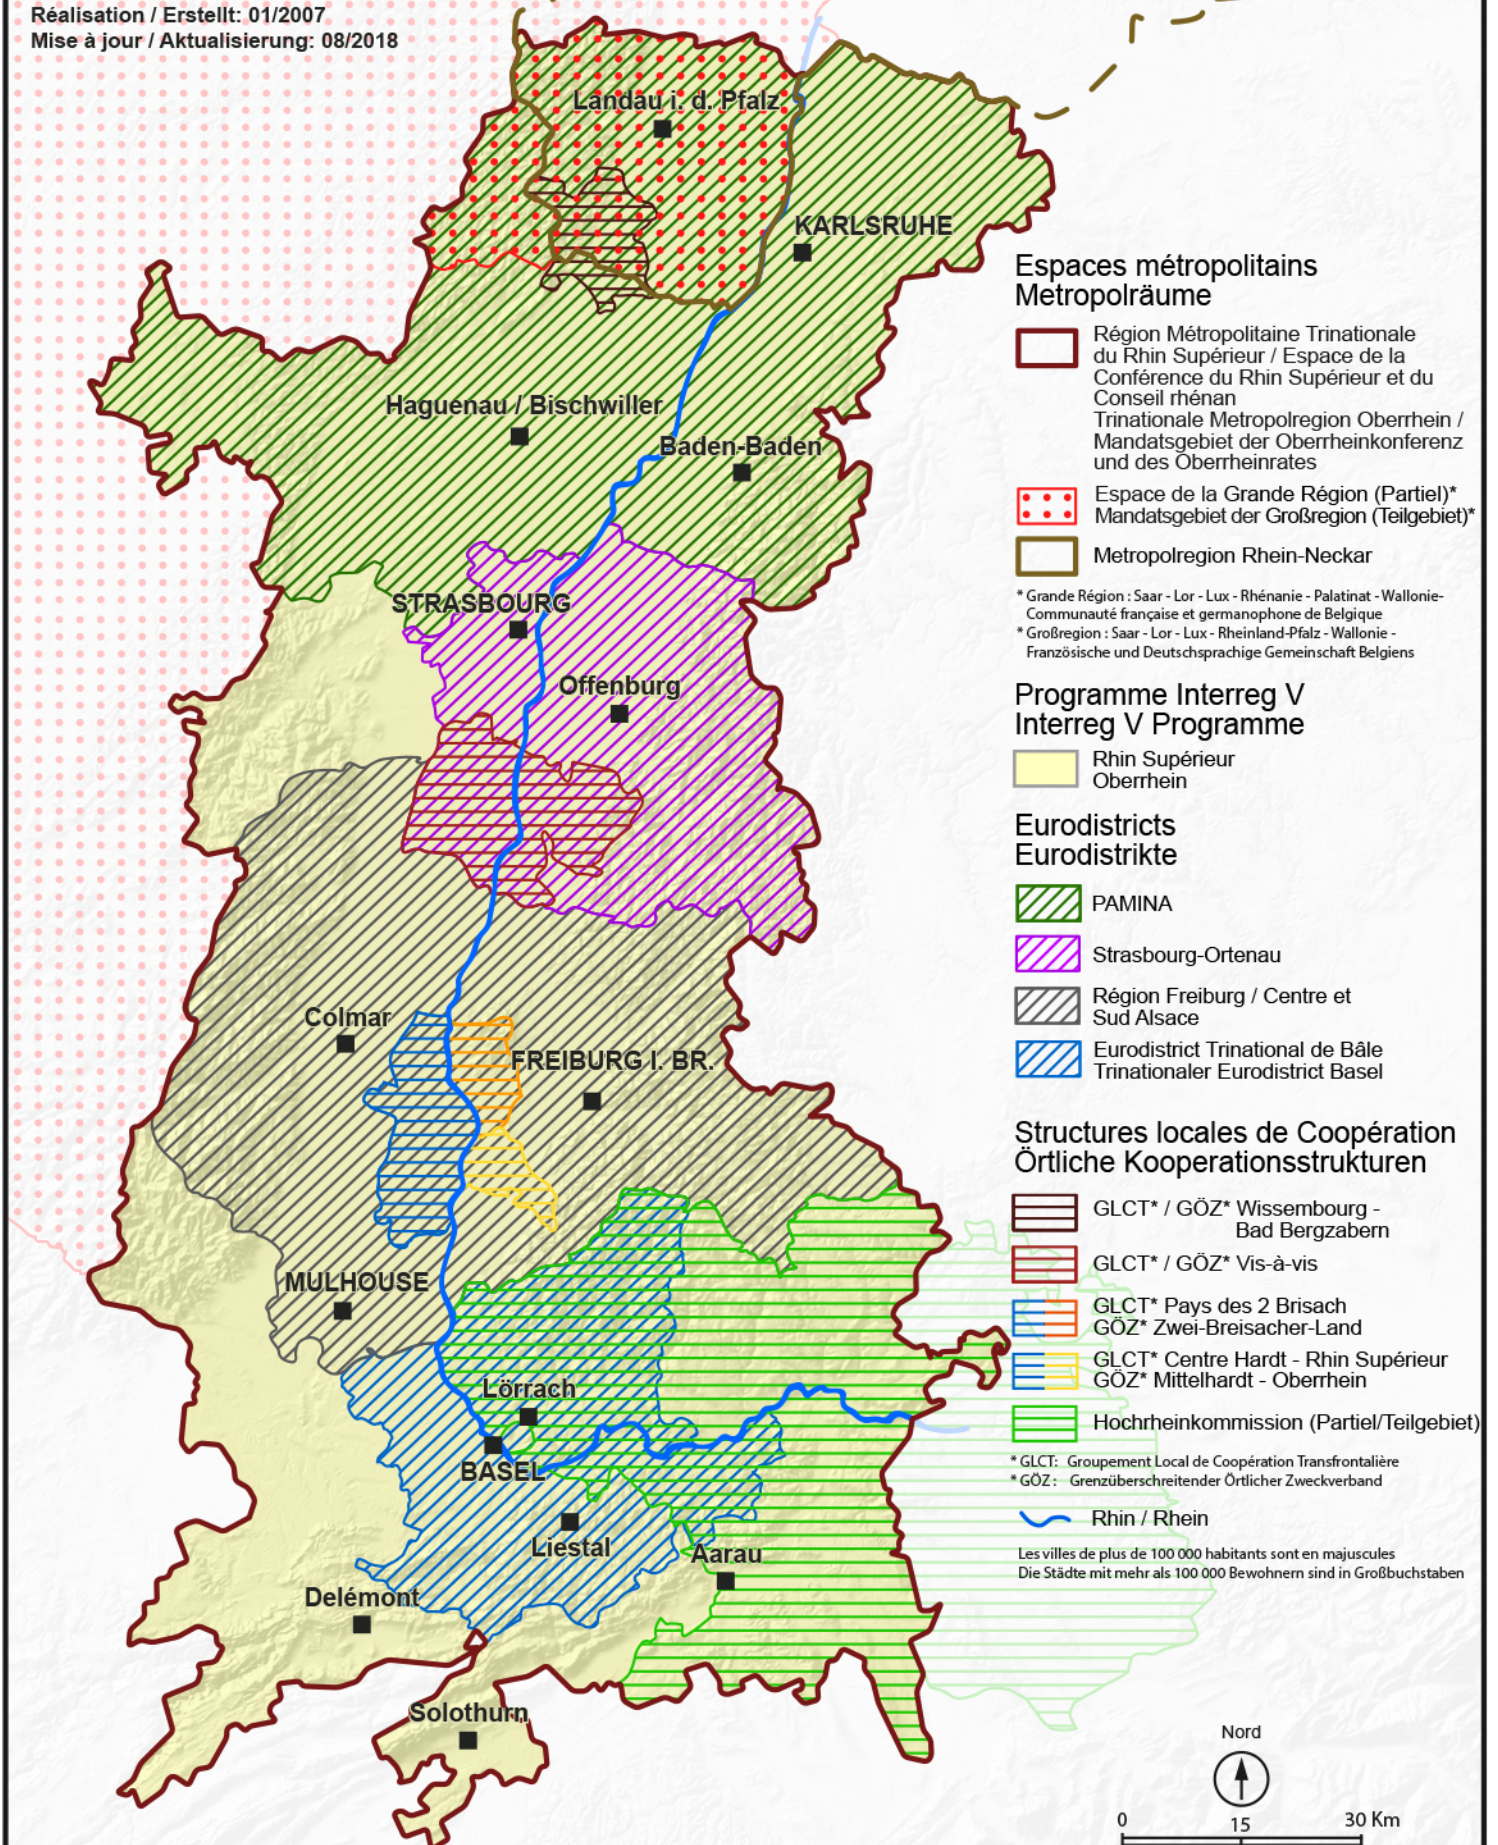 Réalisation / Erstellt: 01/2007
Mise à jour / Aktualisierung: 08/2018
Landau i. d. Pfalz
KARLSRUHE
Haguenau / Bischwiller
Baden-Baden
STRASBOURG
Offenburg
Colmar
FREIBURG I. BR.
MULHOUSE
Lörrach
BASEL
Liestal
Aarau
Delémont
Solothurn
Espaces métropolitains
Metropolräume
Région Métropolitaine Trinationale
du Rhin Supérieur / Espace de la
Conférence du Rhin Supérieur et du
Conseil rhénan
Trinationale Metropolregion Oberrhein /
Mandatsgebiet der Oberrheinkonferenz
und des Oberrheinrates
Espace de la Grande Région (Partiel)*
Mandatsgebiet der Großregion (Teilgebiet)*
Metropolregion Rhein-Neckar
* Grande Région : Saar - Lor - Lux - Rhénanie - Palatinat - Wallonie-
Communauté française et germanophone de Belgique
* Großregion : Saar - Lor - Lux - Rheinland-Pfalz - Wallonie -
Französische und Deutschsprachige Gemeinschaft Belgiens
Programme Interreg V
Interreg V Programme
Rhin Supérieur
Oberrhein
Eurodistricts
Eurodistrikte
PAMINA
Strasbourg-Ortenau
Région Freiburg / Centre et
Sud Alsace
Eurodistrict Trinational de Bâle
Trinationaler Eurodistrict Basel
Structures locales de Coopération
Örtliche Kooperationsstrukturen
GLCT* / GÖZ* Wissembourg -
Bad Bergzabern
GLCT* / GÖZ* Vis-à-vis
GLCT* Pays des 2 Brisach
GÖZ* Zwei-Breisacher-Land
GLCT* Centre Hardt - Rhin Supérieur
GÖZ* Mittelhardt - Oberrhein
Hochrheinkommission (Partiel/Teilgebiet)
* GLCT: Groupement Local de Coopération Transfrontalière
* GÖZ : Grenzüberschreitender Örtlicher Zweckverband
Rhin / Rhein
Les villes de plus de 100 000 habitants sont en majuscules
Die Städte mit mehr als 100 000 Bewohnern sind in Großbuchstaben
Nord
0 15 30 Km